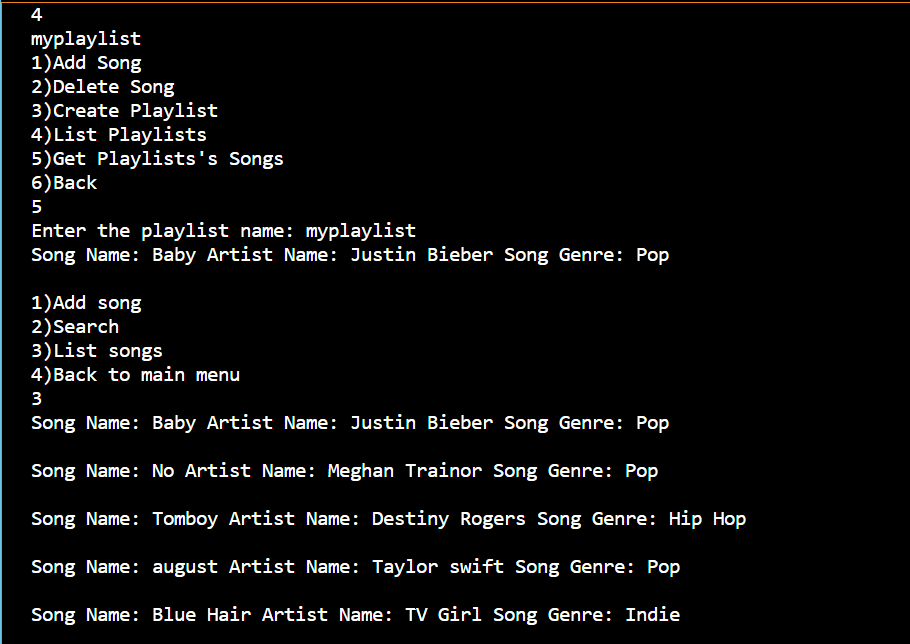 4
myplaylist
1)Add Song
2)Delete Song
3)Create Playlist
4)List Playlists
5)Get Playlists's Songs
6)Back
5
Enter the playlist name: myplaylist
Song Name: Baby Artist Name: Justin Bieber Song Genre: Pop
1)Add song
2)Search
3)List songs
4)Back to main menu
3
Song Name: Baby Artist Name: Justin Bieber Song Genre: Pop
Song Name: No Artist Name: Meghan Trainor Song Genre: Pop
Song Name: Tomboy Artist Name: Destiny Rogers Song Genre: Hip Hop
Song Name: august Artist Name: Taylor swift Song Genre: Pop
Song Name: Blue Hair Artist Name: TV Girl Song Genre: Indie